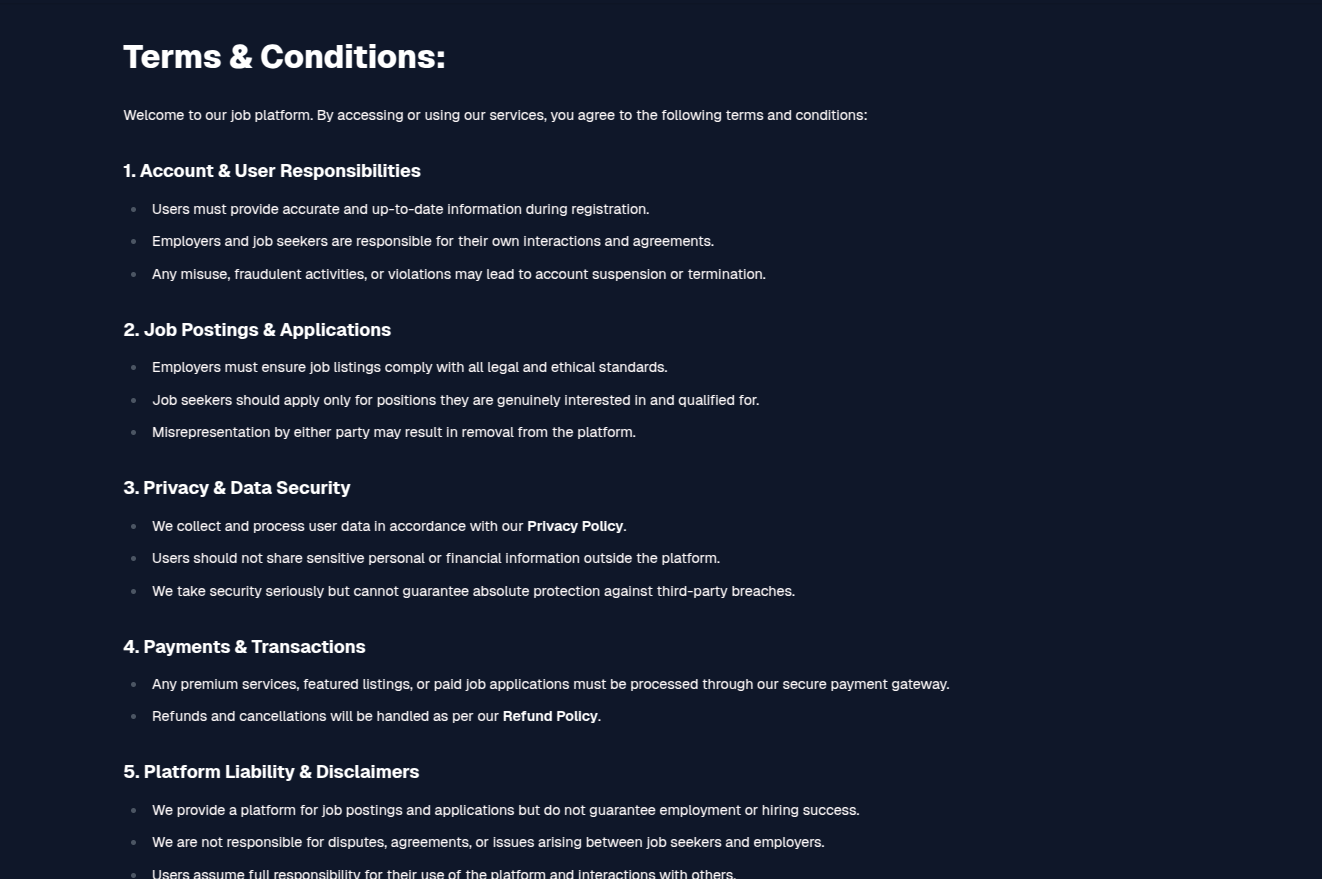 Terms & Conditions:
Welcome to our job platform. By accessing or using our services, you agree to the following terms and conditions:
1. Account & User Responsibilities
Users must provide accurate and up-to-date information during registration.
Employers and job seekers are responsible for their own interactions and agreements.
Any misuse, fraudulent activities, or violations may lead to account suspension or termination.
2. Job Postings & Applications
Employers must ensure job listings comply with all legal and ethical standards.
Job seekers should apply only for positions they are genuinely interested in and qualified for.
Misrepresentation by either party may result in removal from the platform.
3. Privacy & Data Security
We collect and process user data in accordance with our Privacy Policy.
Users should not share sensitive personal or financial information outside the platform.
We take security seriously but cannot guarantee absolute protection against third-party breaches.
4. Payments & Transactions
Any premium services, featured listings, or paid job applications must be processed through our secure payment gateway.
Refunds and cancellations will be handled as per our Refund Policy.
5. Platform Liability & Disclaimers
We provide a platform for job postings and applications but do not guarantee employment or hiring success.
We are not responsible for disputes, agreements, or issues arising between job seekers and employers.
Users assume full responsibility for their use of the platform and interactions with others.